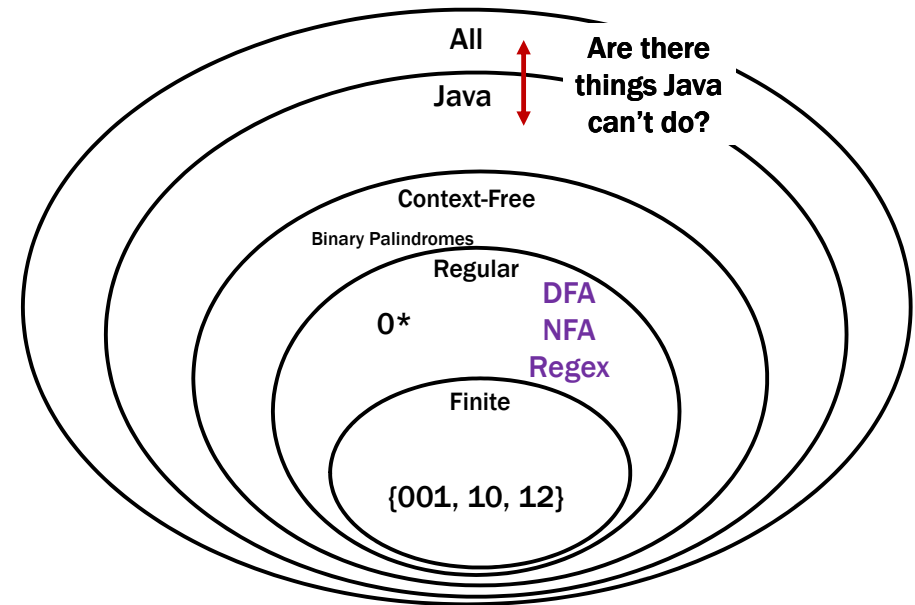 All
Are there
things Java
can't do?
Java
Context-Free
Binary Palindromes
Regular
DFA
0*
NFA
Regex
Finite
{001, 10, 12}